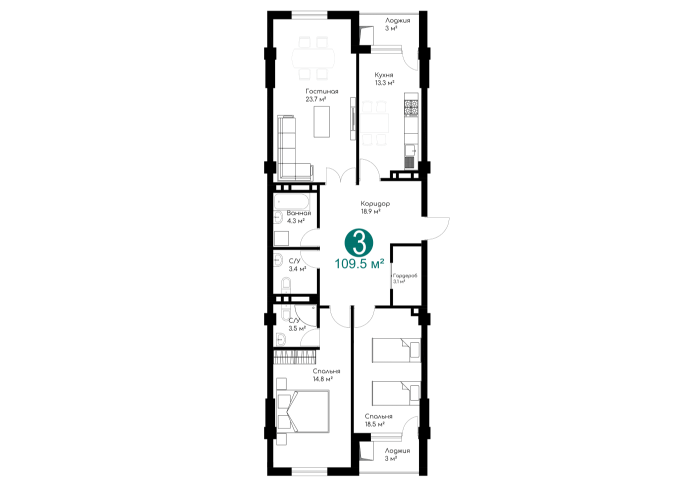 Лоджия
3 м²
Кухня
13.3 м²
Гостиная
23.7 м²
Коридор
18.9 м²
Ванная
4.3 м²
3
109.5 м²
С/У
3.4 м²
Гардероб
3.1 м²
С/У
3.5 м²
Спальня
14.8 м²
Спальня
18.5 м²
Лоджия
3 м²